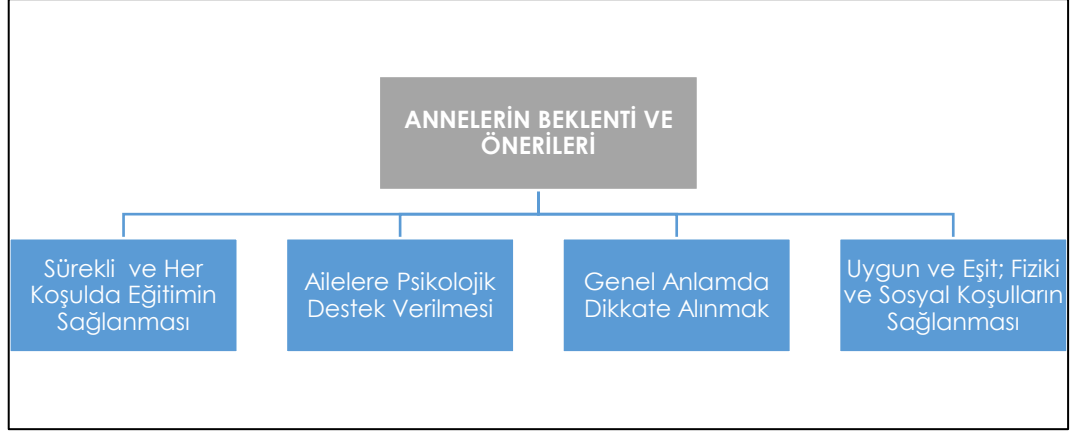 ANNELERİN BEKLENTİ VE
ÖNERİLERİ
Sürekli ve Her
Koşulda Eğitimin
Sağlanması
Ailelere Psikolojik
Destek Verilmesi
Genel Anlamda
Dikkate Alınmak
Uygun ve Eşit; Fiziki
ve Sosyal Koşulların
Sağlanması